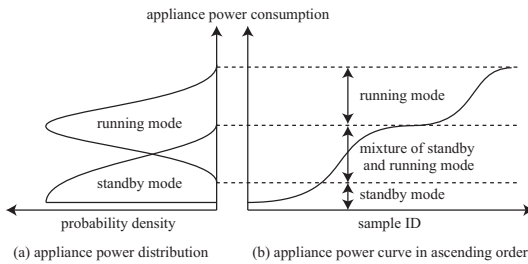 appliance power consumption
running mode
standby mode
probability density
(a) appliance power distribution
running mode
mixture of standby
and running mode
standby mode
sample ID
(b) appliance power curve in ascending order